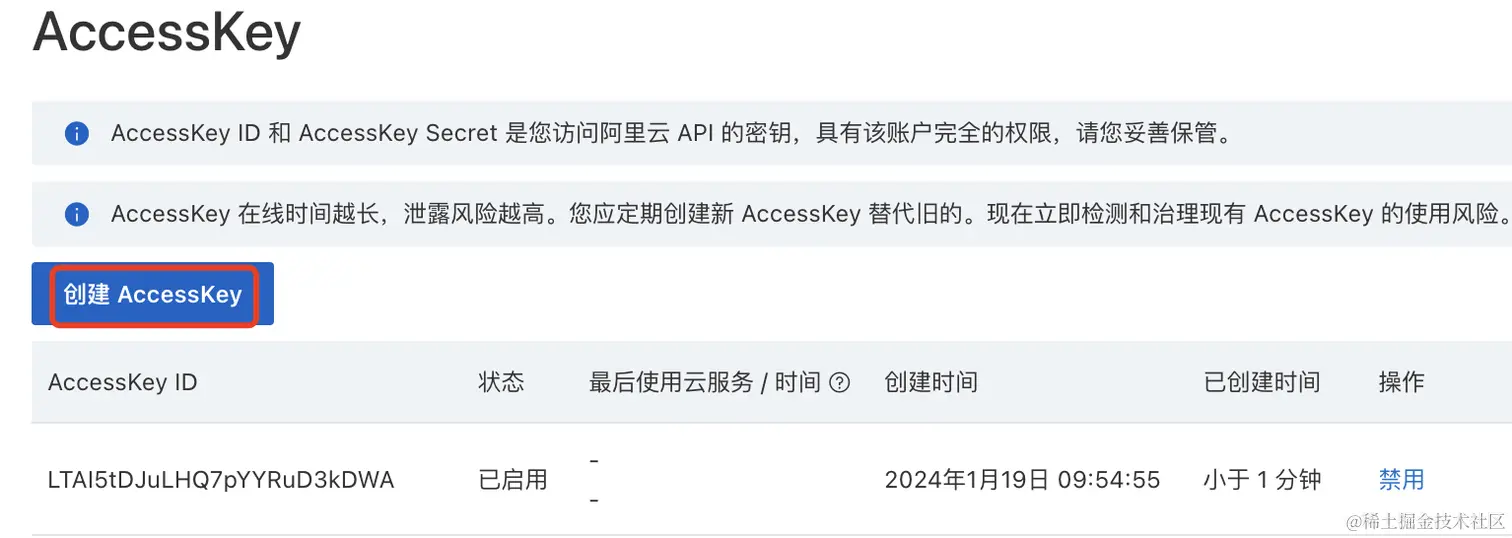 AccessKey
AccessKey ID 和 AccessKey Secret 是您访问阿里云 API 的密钥，具有该账户完全的权限，请您妥善保管。
AccessKey 在线时间越长，泄露风险越高。您应定期创建新 AccessKey 替代旧的。现在立即检测和治理现有 AccessKey 的使用风险。
创建 AccessKey
AccessKey ID 状态 最后使用云服务 / 时间 创建时间 已创建时间 操作
-
LTAI5tDJuLHQ7pYYRuD3kDWA 已启用 2024年1月19日 09:54:55 小于 1 分钟 禁用
-
@稀土掘金技术社区